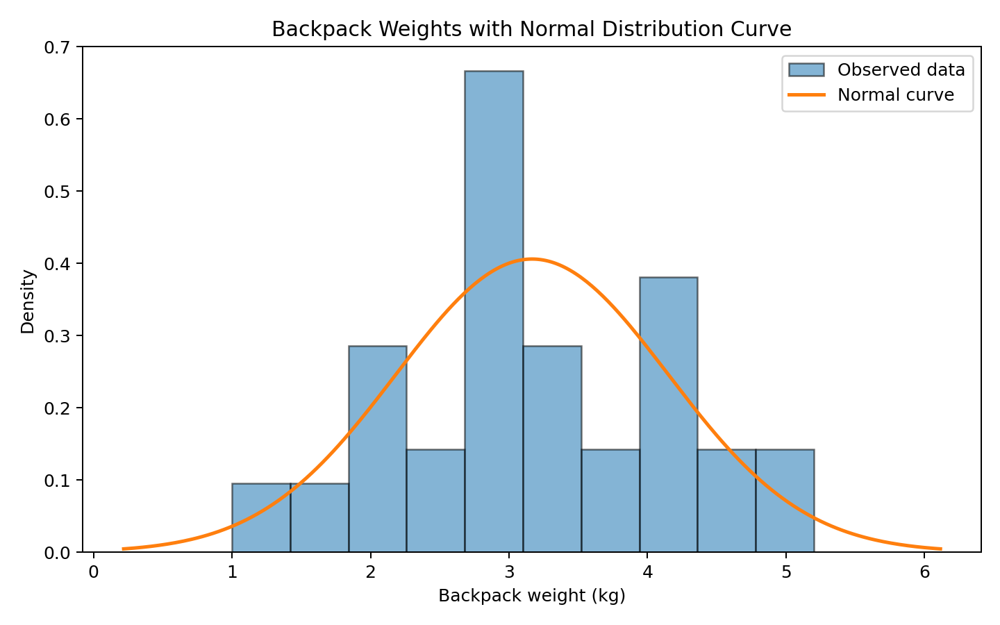 Backpack Weights with Normal Distribution Curve
Observed data
Normal curve
0.7
0.6
0.5
0.4
0.3
0.2
0.1
0.0
Density
0 1 2 3 4 5 6
Backpack weight (kg)